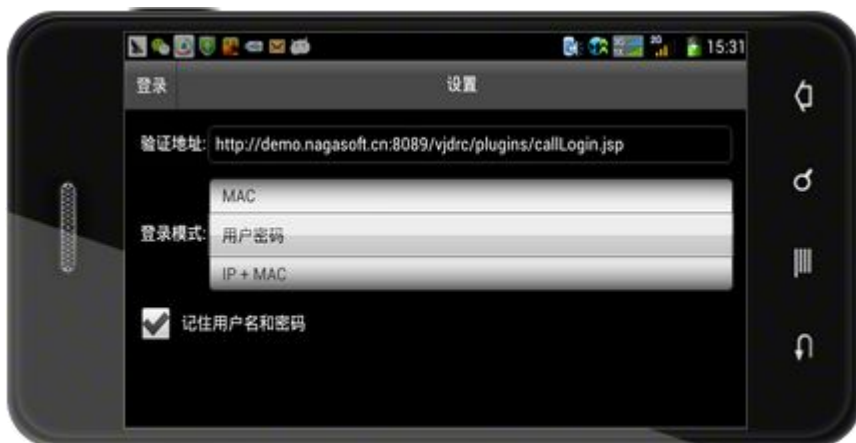 15:31
登录
设置
验证地址: http://demo.nagasoft.cn:8089/vjdrc/plugins/callLogin.jsp
MAC
登录模式: 用户密码
IP + MAC
记住用户名和密码